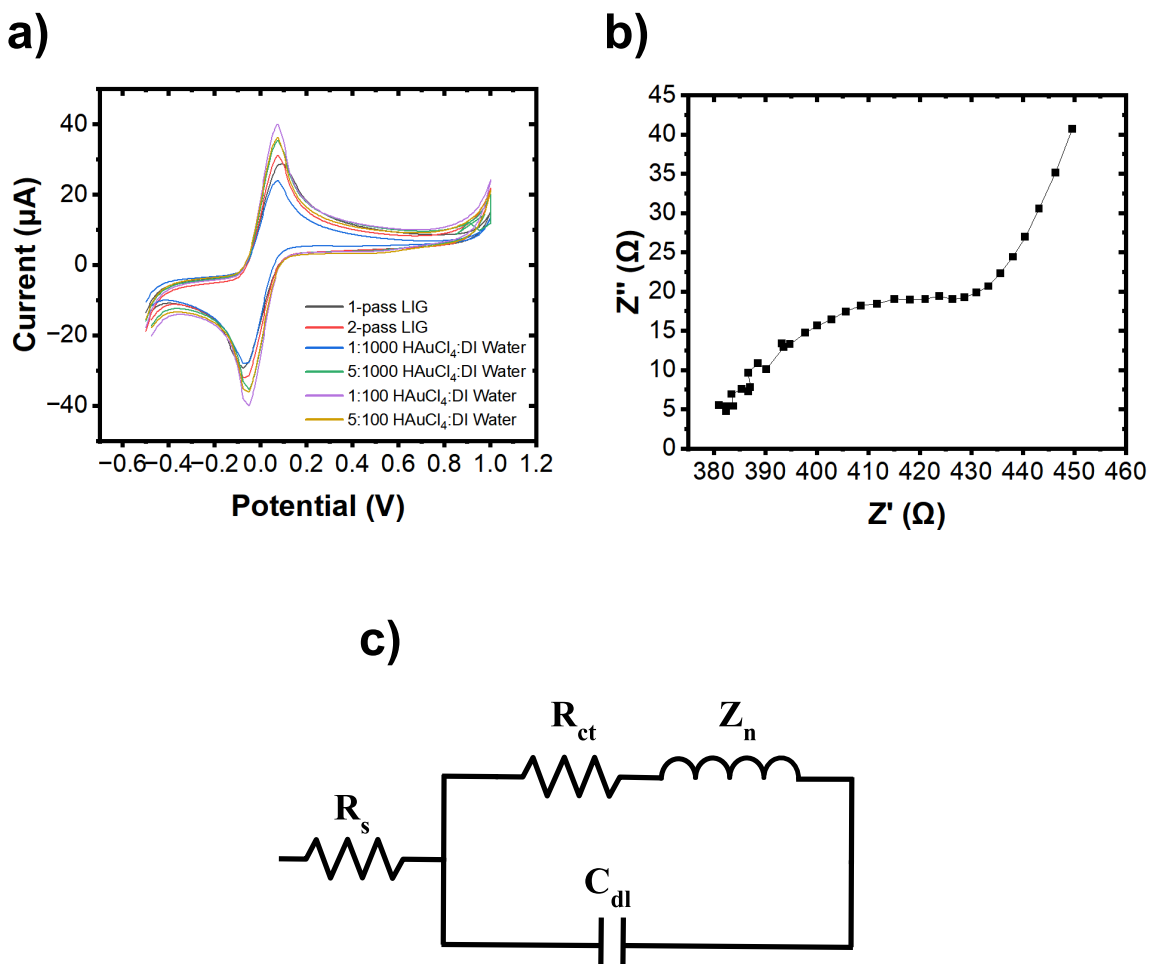 a)
b)
Current (µA)
40
20
0
−20
−40
−0.6−0.4−0.2 0.0 0.2 0.4 0.6 0.8 1.0 1.2
Potential (V)
1-pass LIG
2-pass LIG
1:1000 HAuCl4:DI Water
5:1000 HAuCl4:DI Water
1:100 HAuCl4:DI Water
5:100 HAuCl4:DI Water
Z'' (Ω)
45
40
35
30
25
20
15
10
5
0
380 390 400 410 420 430 440 450 460
Z' (Ω)
c)
Rct
Zn
Rs
Cdl